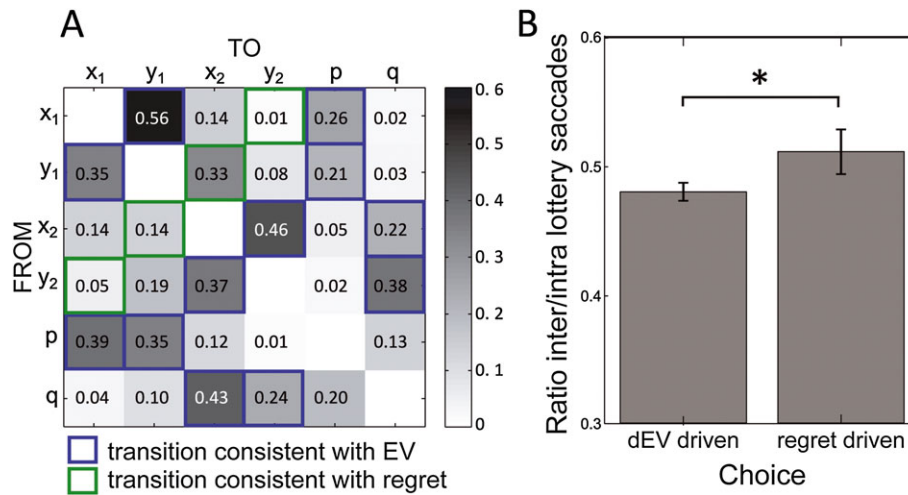 A
TO
x₁ y₁ x₂ y₂ p q
FROM
x₁ 0.56 0.14 0.01 0.26 0.02
y₁ 0.35 0.33 0.08 0.21 0.03
x₂ 0.14 0.14 0.46 0.05 0.22
y₂ 0.05 0.19 0.37 0.02 0.38
p 0.39 0.35 0.12 0.01 0.13
q 0.04 0.10 0.43 0.24 0.20
0.6
0.5
0.4
0.3
0.2
0.1
0
transition consistent with EV
transition consistent with regret
B
Ratio inter/intra lottery saccades
0.6
0.5
0.4
0.3
*
dEV driven regret driven
Choice